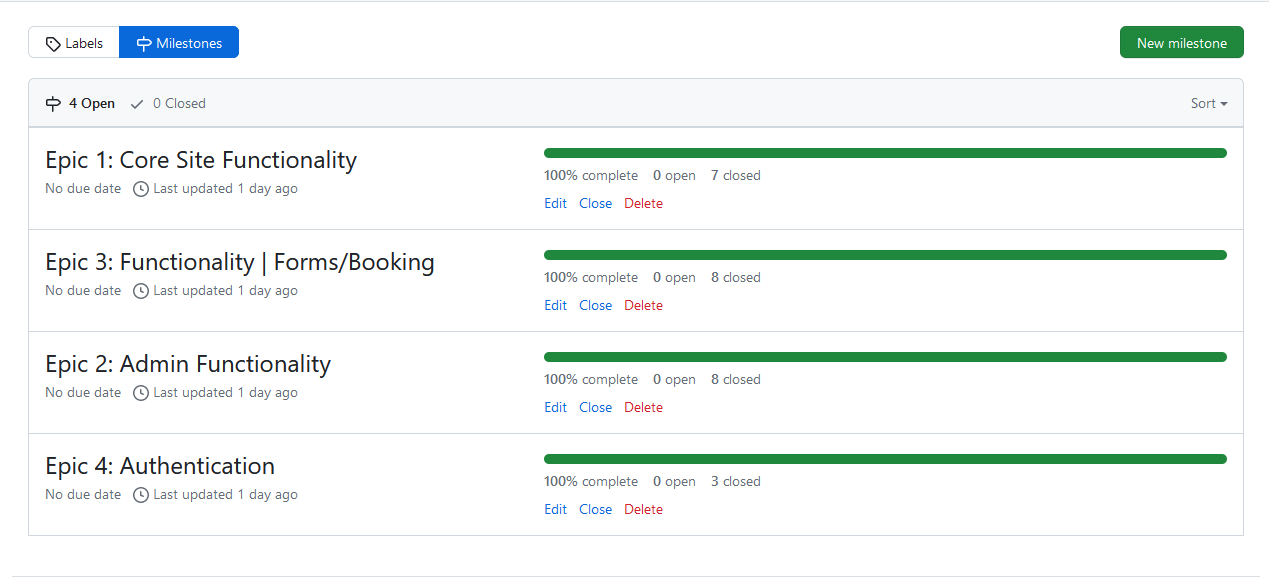 Labels Milestones New milestone
4 Open 0 Closed Sort
Epic 1: Core Site Functionality
No due date Last updated 1 day ago
100% complete 0 open 7 closed
Edit Close Delete
Epic 3: Functionality | Forms/Booking
No due date Last updated 1 day ago
100% complete 0 open 8 closed
Edit Close Delete
Epic 2: Admin Functionality
No due date Last updated 1 day ago
100% complete 0 open 8 closed
Edit Close Delete
Epic 4: Authentication
No due date Last updated 1 day ago
100% complete 0 open 3 closed
Edit Close Delete